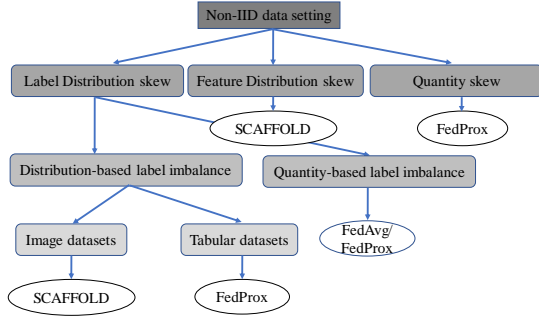 Non-IID data setting
Label Distribution skew
Feature Distribution skew
Quantity skew
SCAFFOLD
FedProx
Distribution-based label imbalance
Quantity-based label imbalance
FedAvg/
FedProx
Image datasets
Tabular datasets
SCAFFOLD
FedProx